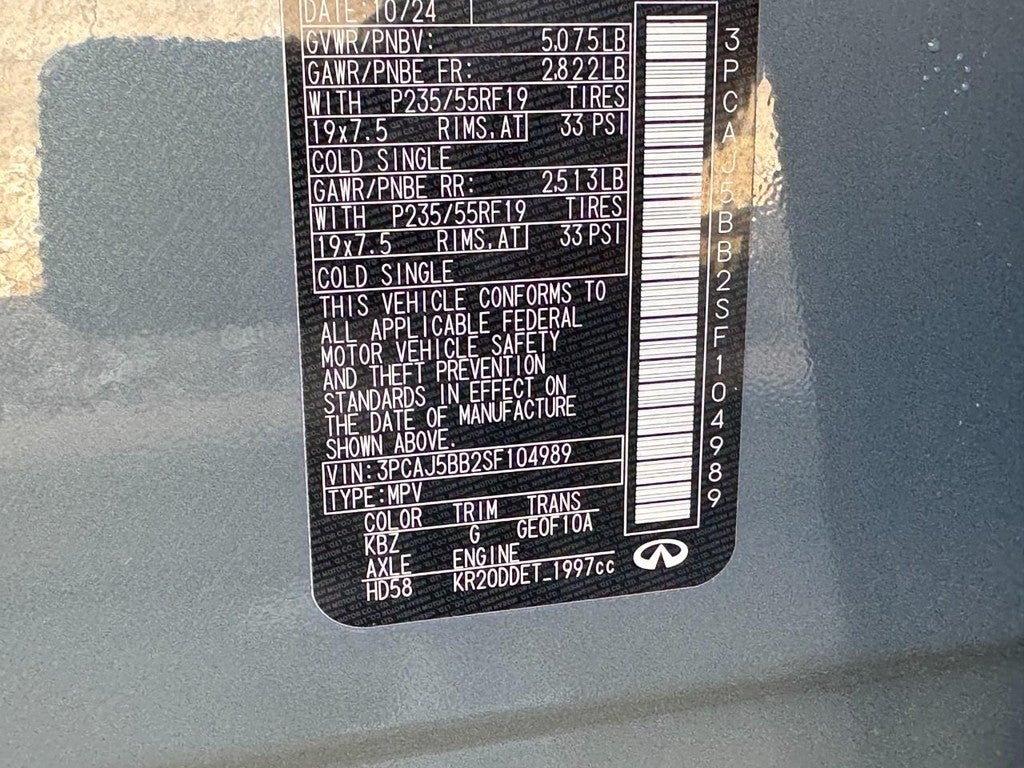 DATE: 10/24
GVWR/PNBV: 5,075LB
GAWR/PNBE FR: 2,822LB
WITH P235/55RF19 TIRES
19x7.5 RIMS,AT 33 PSI
COLD SINGLE
GAWR/PNBE RR: 2,513LB
WITH P235/55RF19 TIRES
19x7.5 RIMS,AT 33 PSI
COLD SINGLE
THIS VEHICLE CONFORMS TO
ALL APPLICABLE FEDERAL
MOTOR VEHICLE SAFETY
AND THEFT PREVENTION
STANDARDS IN EFFECT ON
THE DATE OF MANUFACTURE
SHOWN ABOVE.
VIN: 3PCAJ5BB2SF104989
TYPE: MPV
COLOR TRIM TRANS
KBZ G GE0F10A
AXLE ENGINE
HD58 KR20DDET_1997cc
3PCAJ5BB2SF104989